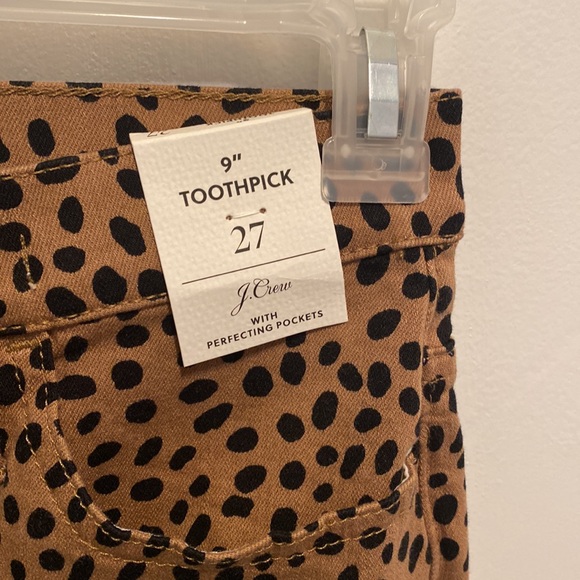 9"
TOOTHPICK
27
J.Crew
WITH
PERFECTING POCKETS